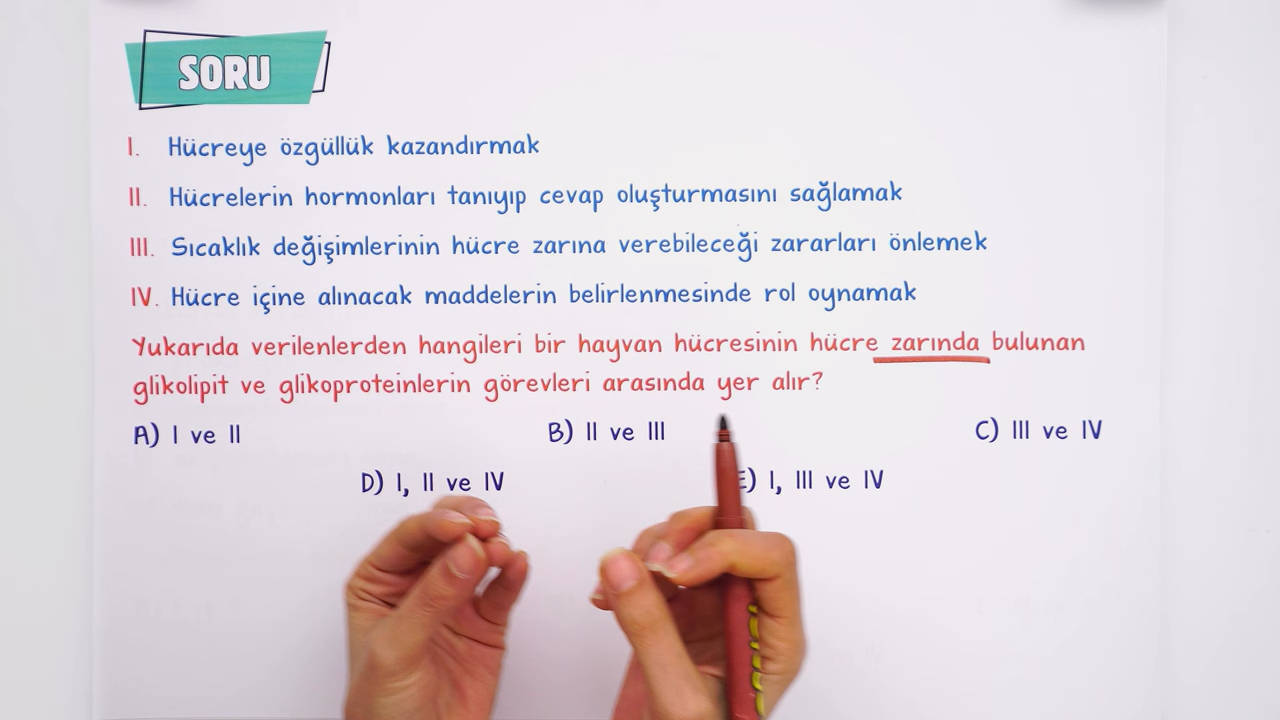 SORU
I. Hücreye özgüllük kazandırmak
II. Hücrelerin hormonları tanıyıp cevap oluşturmasını sağlamak
III. Sıcaklık değişimlerinin hücre zarına verebileceği zararları önlemek
IV. Hücre içine alınacak maddelerin belirlenmesinde rol oynamak
Yukarıda verilenlerden hangileri bir hayvan hücresinin hücre zarında bulunan
glikolipit ve glikoproteinlerin görevleri arasında yer alır?
A) I ve II B) II ve III C) III ve IV
D) I, II ve IV E) I, III ve IV